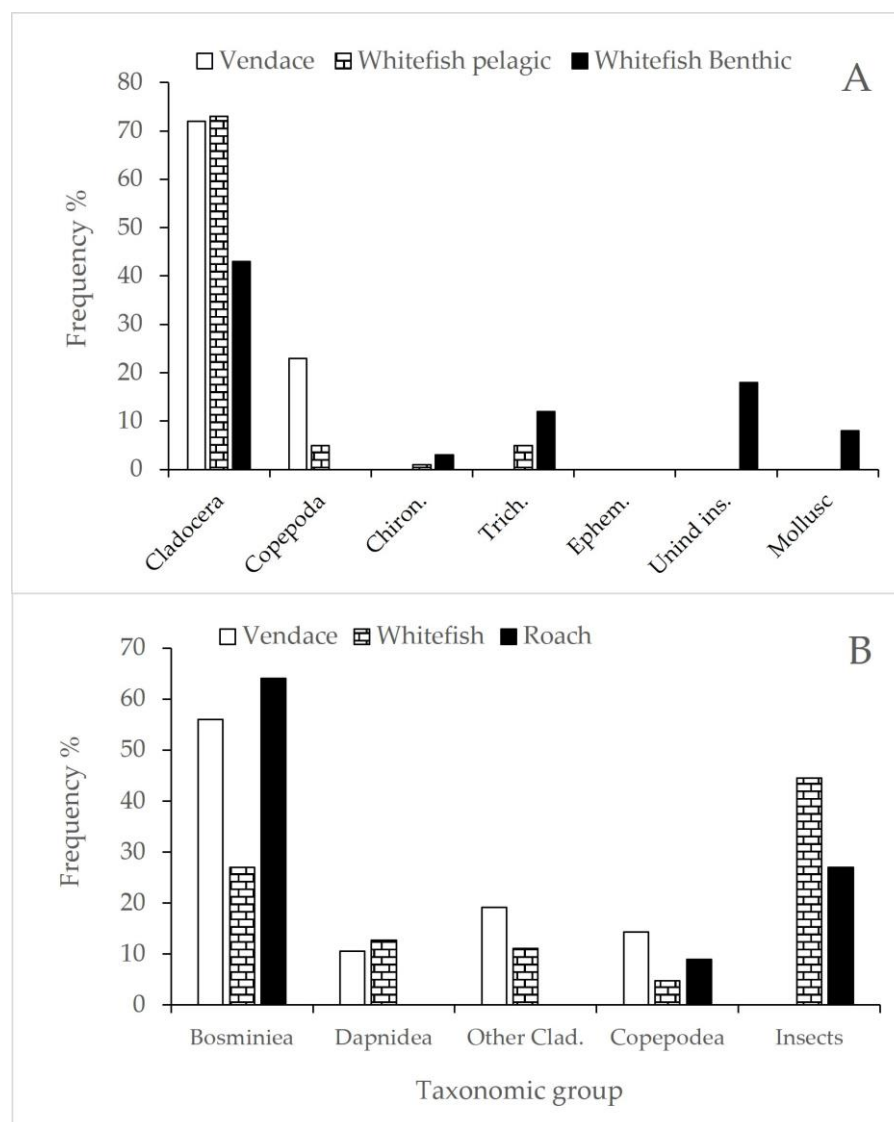 Vendace Whitefish pelagic Whitefish Benthic
A
80
70
60
50
40
30
20
10
0
Frequency %
Cladocera Copepoda Chiron. Trich. Ephem. Unind ins. Mollusc
Vendace Whitefish Roach
B
70
60
50
40
30
20
10
0
Frequency %
Bosminiea Dapnidea Other Clad. Copepodea Insects
Taxonomic group